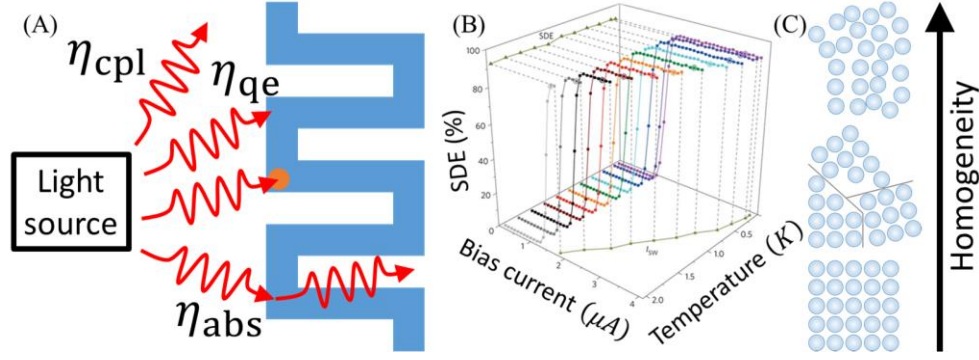 (A)
η_cpl
η_qe
Light
source
η_abs
(B)
SDE (%)
100
80
60
40
20
0
SDE
I_SW
0
1
2
3
4
Bias current (μA)
2.0
1.5
1.0
0.5
Temperature (K)
(C)
Homogeneity